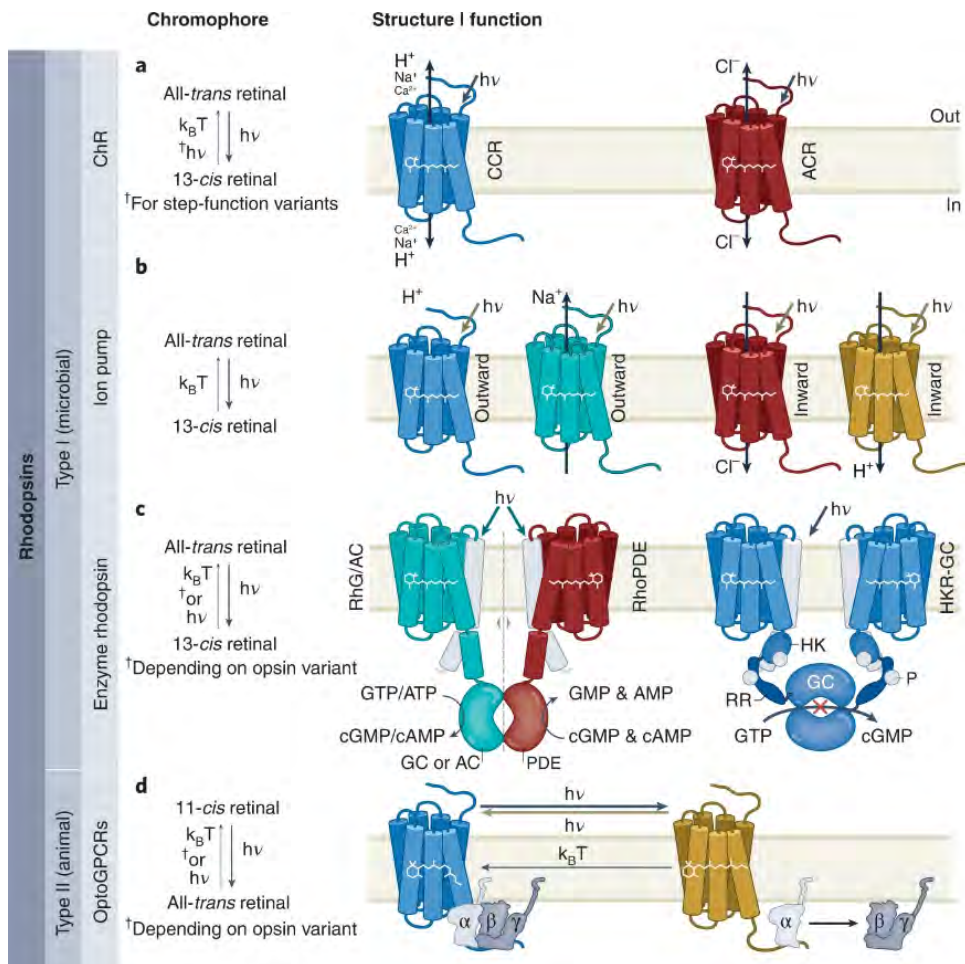 Chromophore
Structure | function
Rhodopsins
Type I (microbial)
Type II (animal)
ChR
Ion pump
Enzyme rhodopsin
OptoGPCRs
a
All-trans retinal
kBT
†hν
hν
13-cis retinal
†For step-function variants
H+
Na+
Ca2+
hν
CCR
Ca2+
Na+
H+
Cl−
hν
ACR
Cl−
Out
In
b
All-trans retinal
kBT
hν
13-cis retinal
H+
hν
Outward
Na+
hν
Outward
hν
Inward
Cl−
hν
Inward
H+
c
All-trans retinal
kBT
†or
hν
hν
13-cis retinal
†Depending on opsin variant
hν
RhG/AC
RhoPDE
GTP/ATP
GMP & AMP
cGMP/cAMP
cGMP & cAMP
GC or AC
PDE
hν
HKR-GC
HK
P
RR
GC
GTP
cGMP
d
11-cis retinal
kBT
†or
hν
hν
All-trans retinal
†Depending on opsin variant
hν
hν
kBT
α
β
γ
α
β
γ